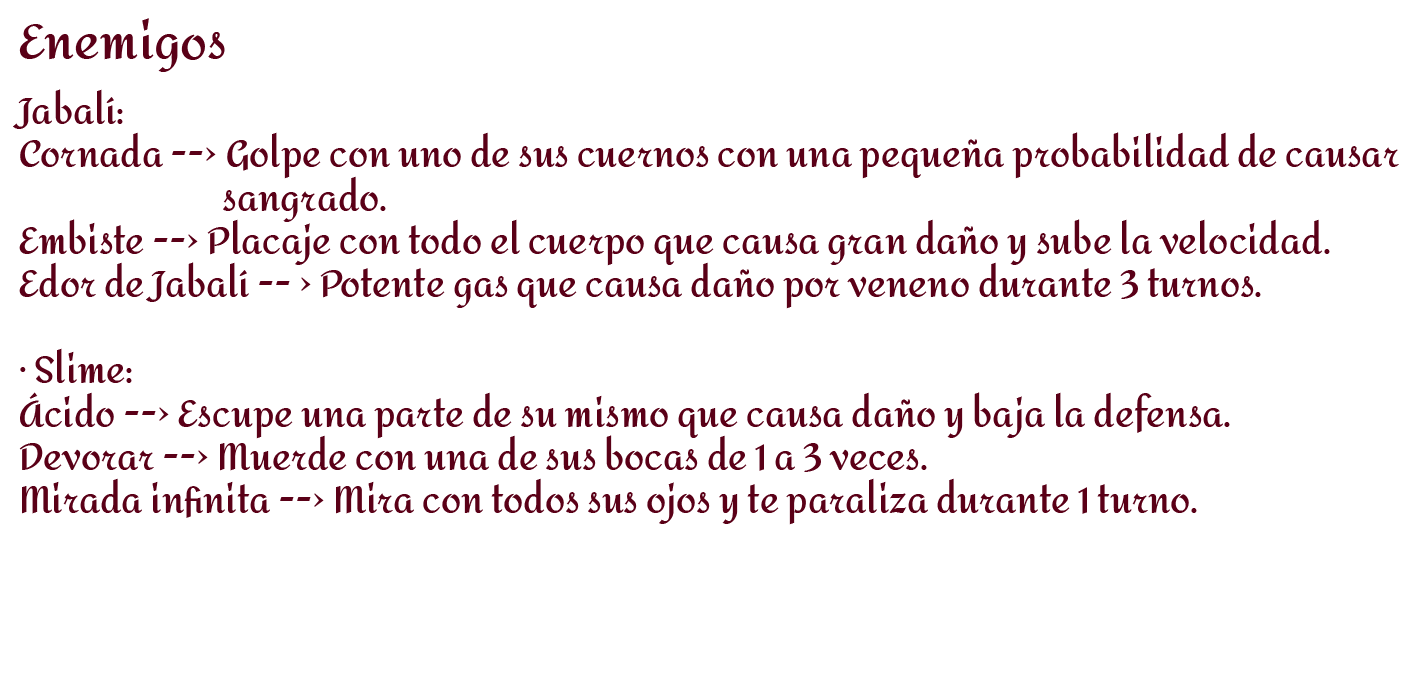 Enemigos
Jabalí:
Cornada --> Golpe con uno de sus cuernos con una pequeña probabilidad de causar
sangrado.
Embiste --> Placaje con todo el cuerpo que causa gran daño y sube la velocidad.
Edor de Jabalí -- > Potente gas que causa daño por veneno durante 3 turnos.
· Slime:
Ácido --> Escupe una parte de su mismo que causa daño y baja la defensa.
Devorar --> Muerde con una de sus bocas de 1 a 3 veces.
Mirada infinita --> Mira con todos sus ojos y te paraliza durante 1 turno.